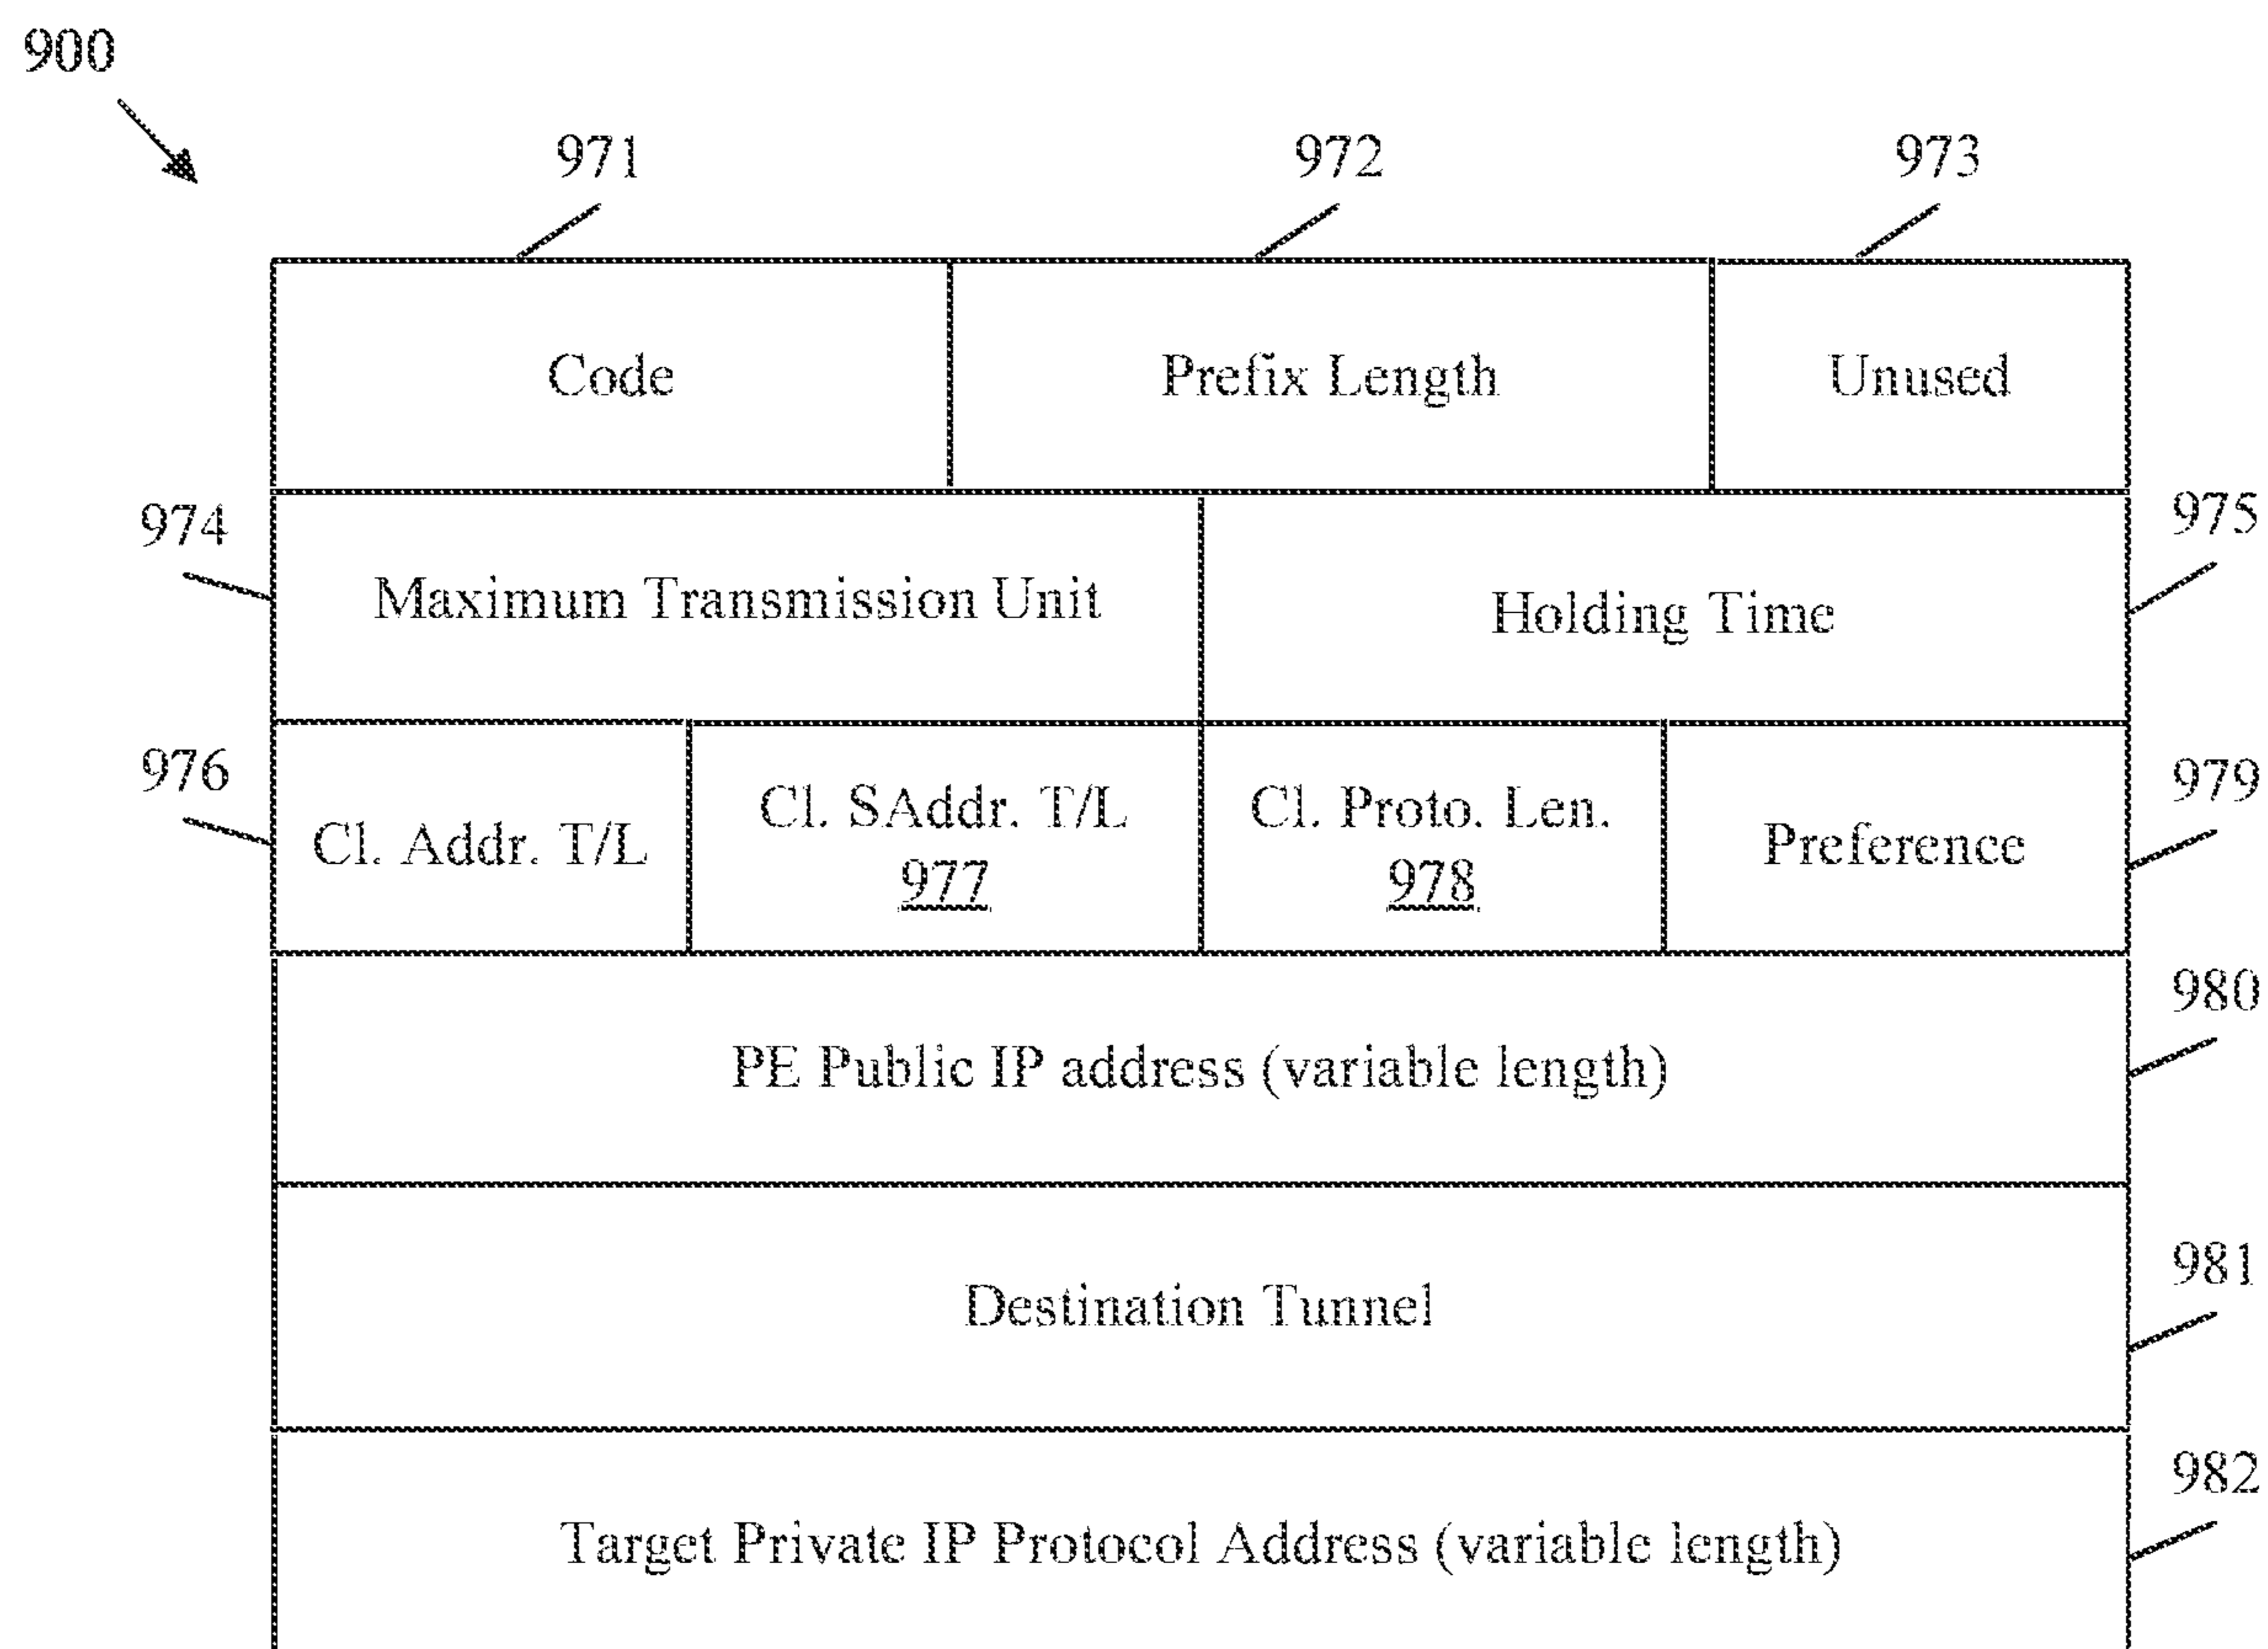 900
971
972
973
Code
Prefix Length
Unused
974
975
Maximum Transmission Unit
Holding Time
976
979
Cl. Addr. T/L
Cl. SAddr. T/L
977
Cl. Proto. Len.
978
Preference
980
PE Public IP address (variable length)
981
Destination Tunnel
982
Target Private IP Protocol Address (variable length)